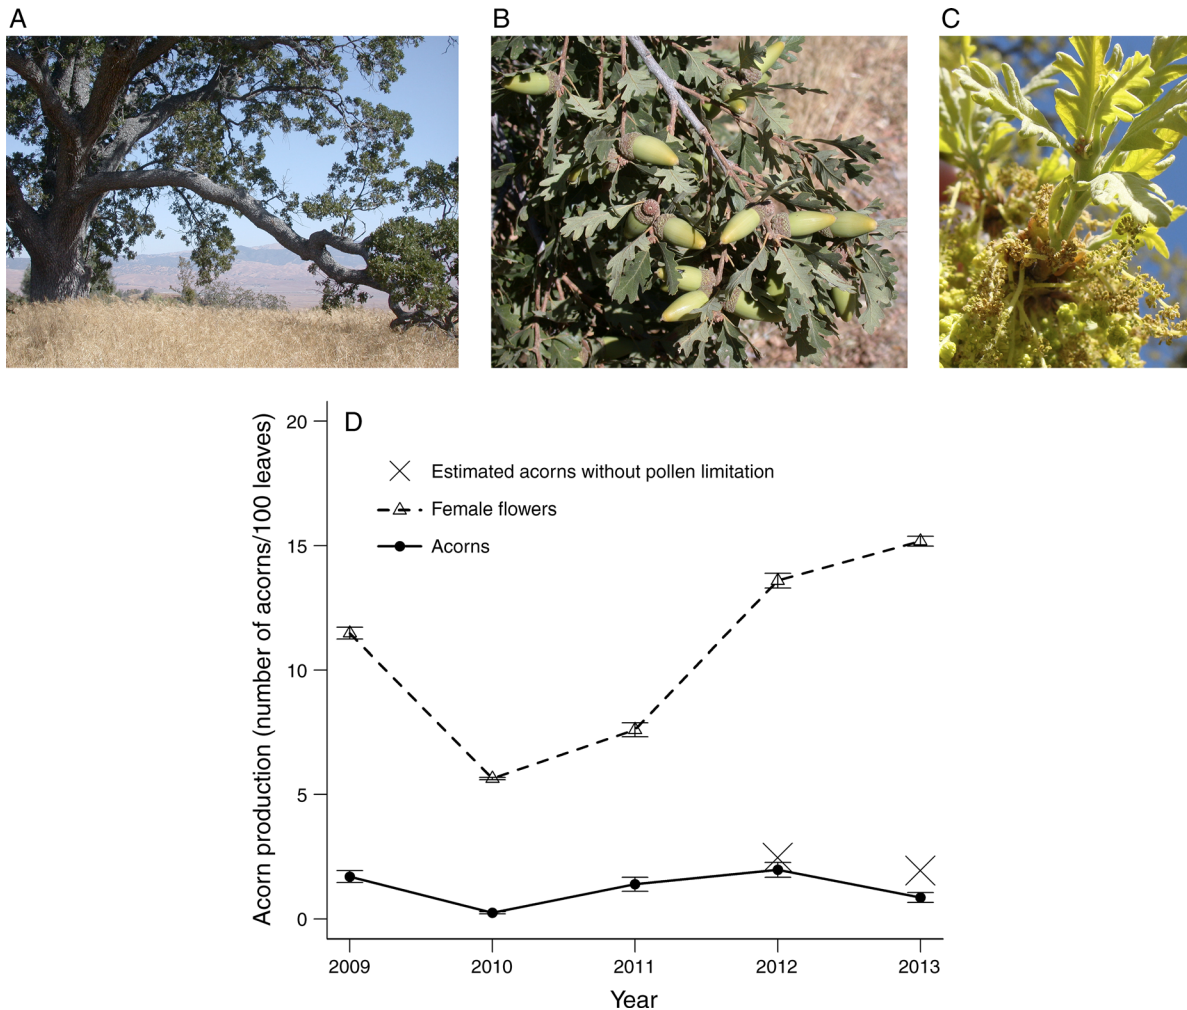 A
B
C
D
Estimated acorns without pollen limitation
Female flowers
Acorns
Acorn production (number of acorns/100 leaves)
20
15
10
5
0
2009
2010
2011
2012
2013
Year